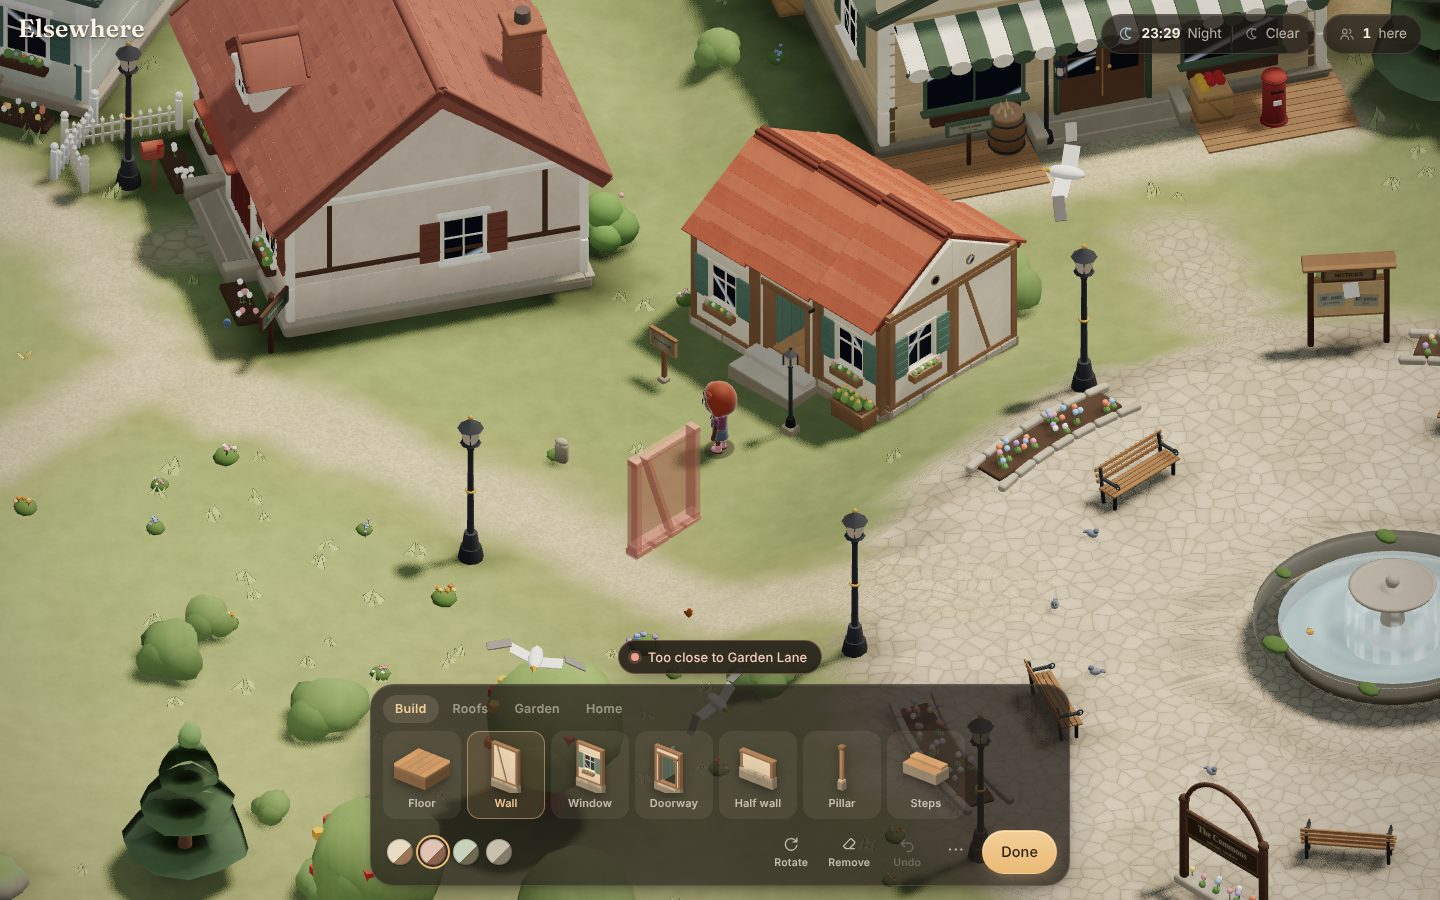 Elsewhere
23:29 Night
Clear
1 here
NOTICES
Too close to Garden Lane
Build
Roofs
Garden
Home
Floor
Wall
Window
Doorway
Half wall
Pillar
Steps
Rotate
Remove
Undo
...
Done
The Commons